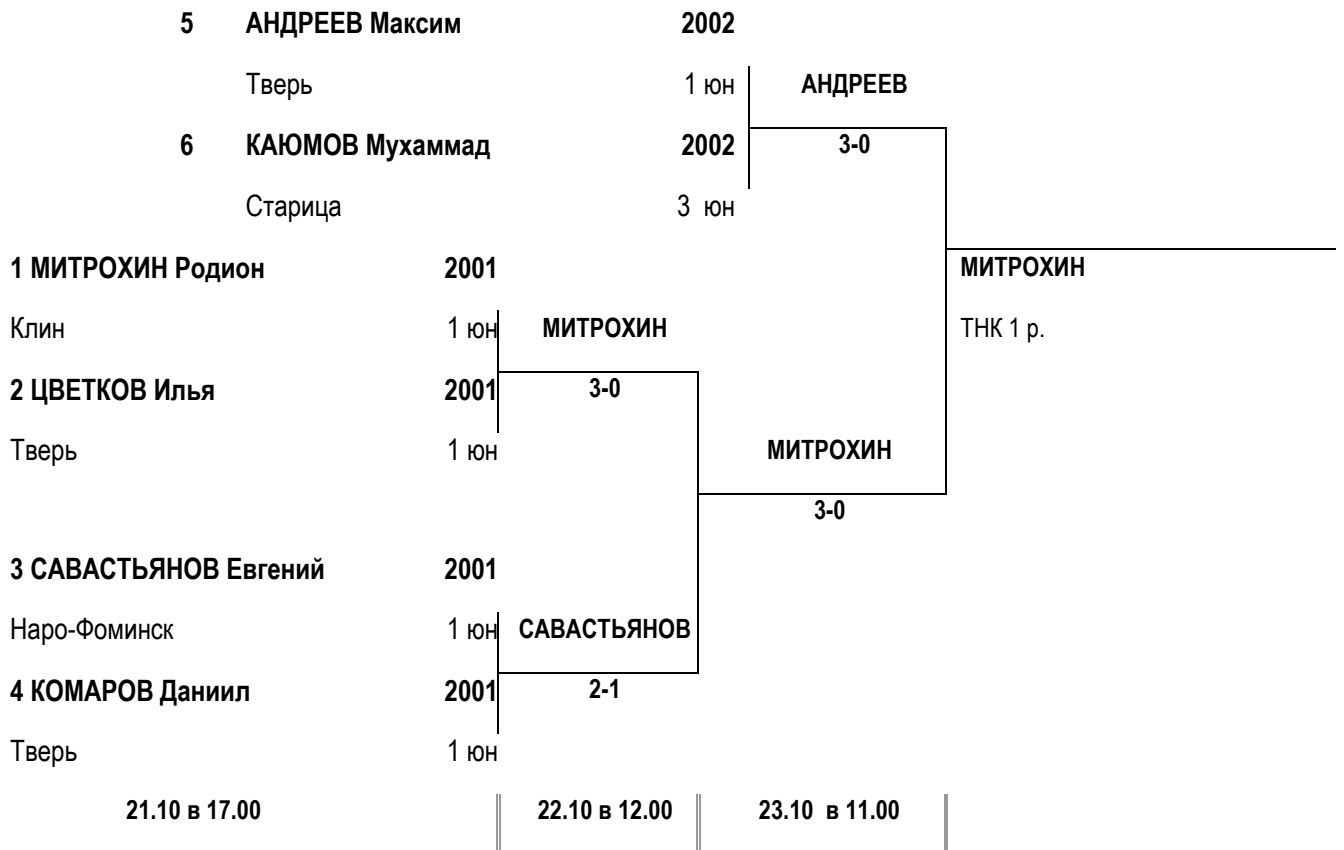 5 АНДРЕЕВ Максим 2002
Тверь 1 юн АНДРЕЕВ
6 КАЮМОВ Мухаммад 2002 3-0
Старица 3 юн
1 МИТРОХИН Родион 2001 МИТРОХИН
Клин 1 юн МИТРОХИН ТНК 1 р.
2 ЦВЕТКОВ Илья 2001 3-0
Тверь 1 юн МИТРОХИН
3-0
3 САВАСТЬЯНОВ Евгений 2001
Наро-Фоминск 1 юн САВАСТЬЯНОВ
4 КОМАРОВ Даниил 2001 2-1
Тверь 1 юн
21.10 в 17.00 22.10 в 12.00 23.10 в 11.00